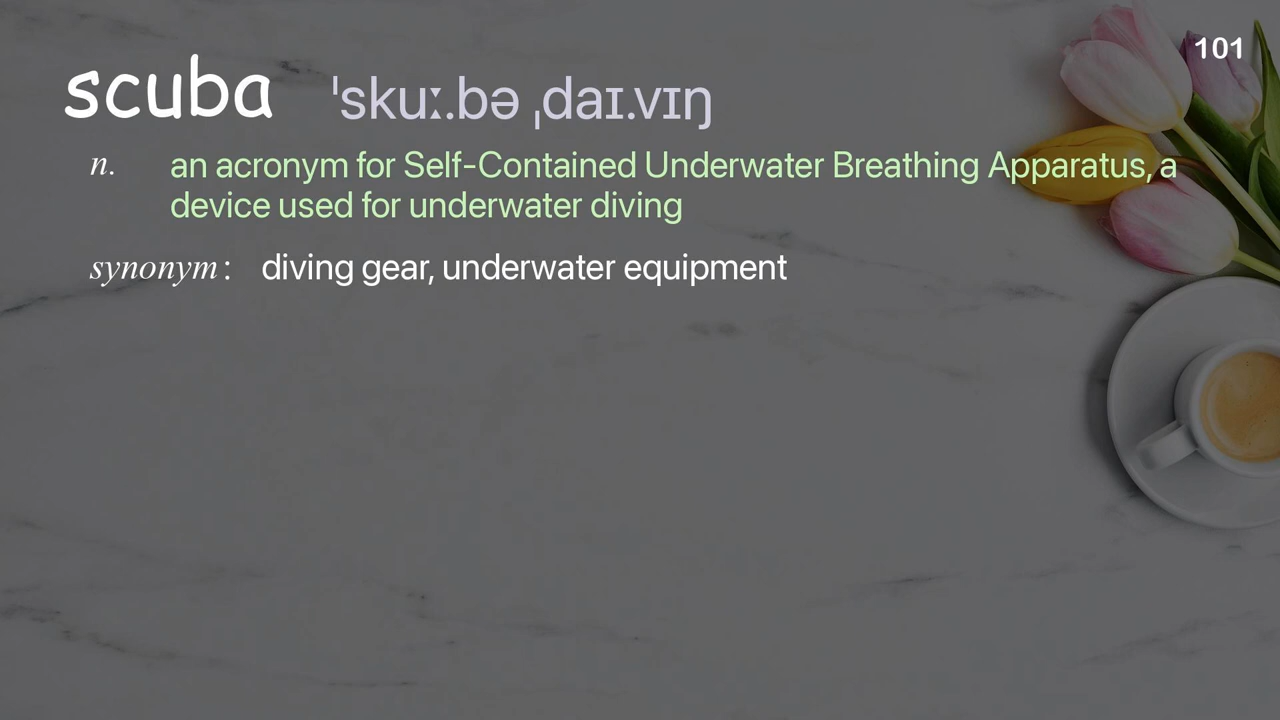 101
scuba ˈskuː.bə ˌdaɪ.vɪŋ
n. an acronym for Self-Contained Underwater Breathing Apparatus, a
device used for underwater diving
synonym : diving gear, underwater equipment